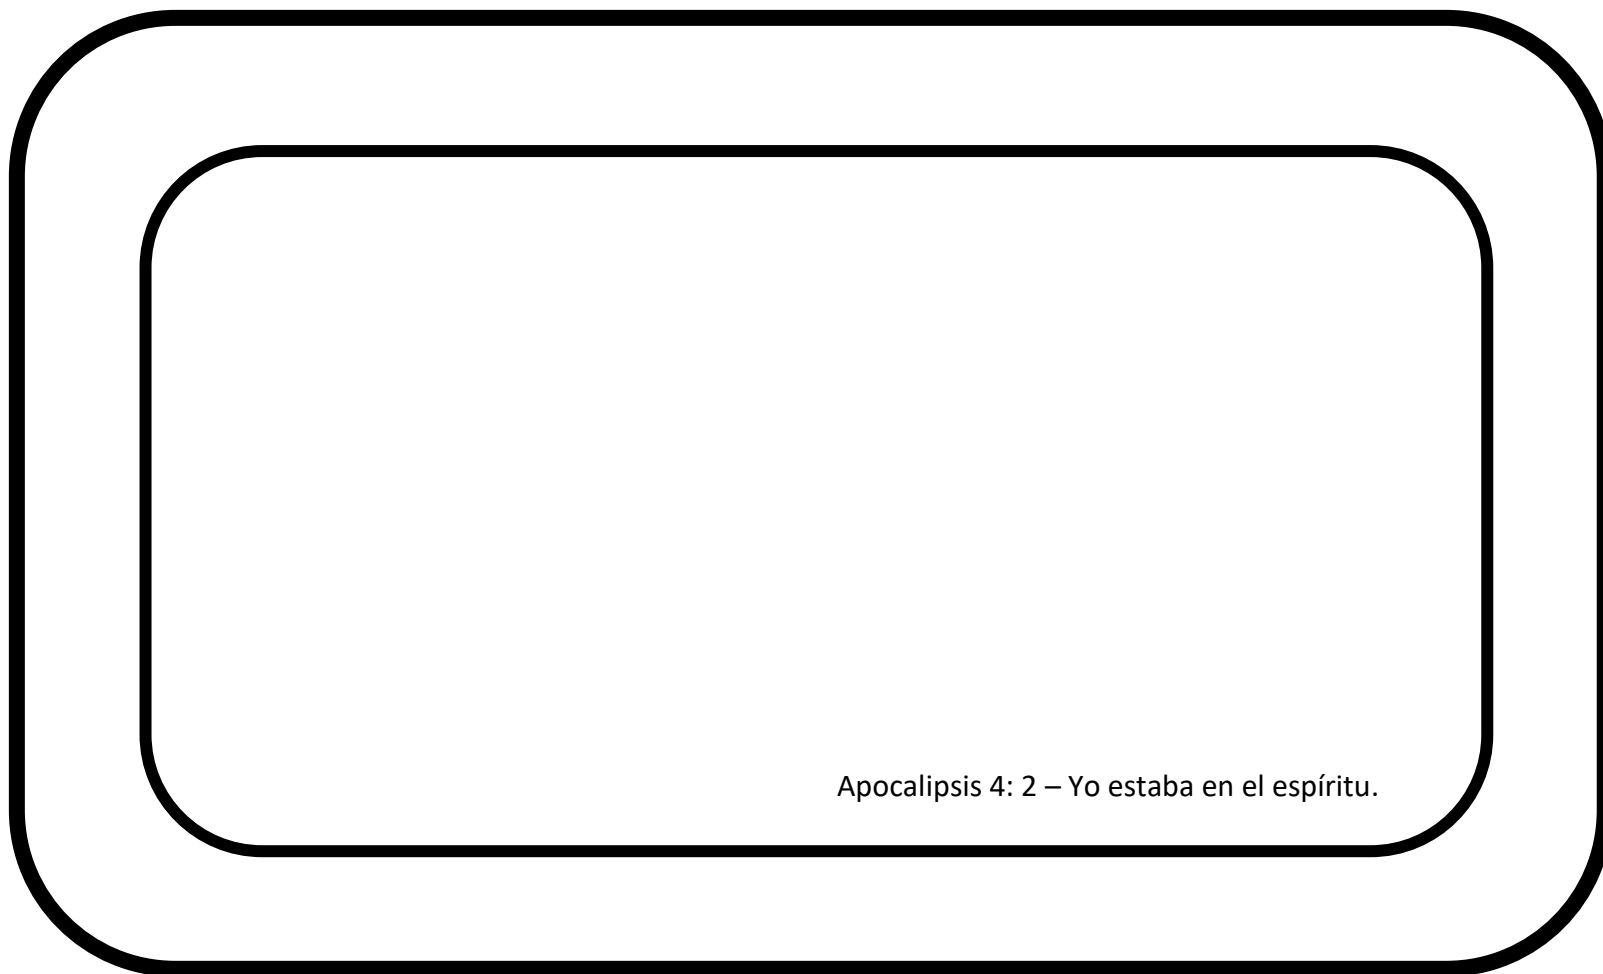 Apocalipsis 4: 2 – Yo estaba en el espíritu.